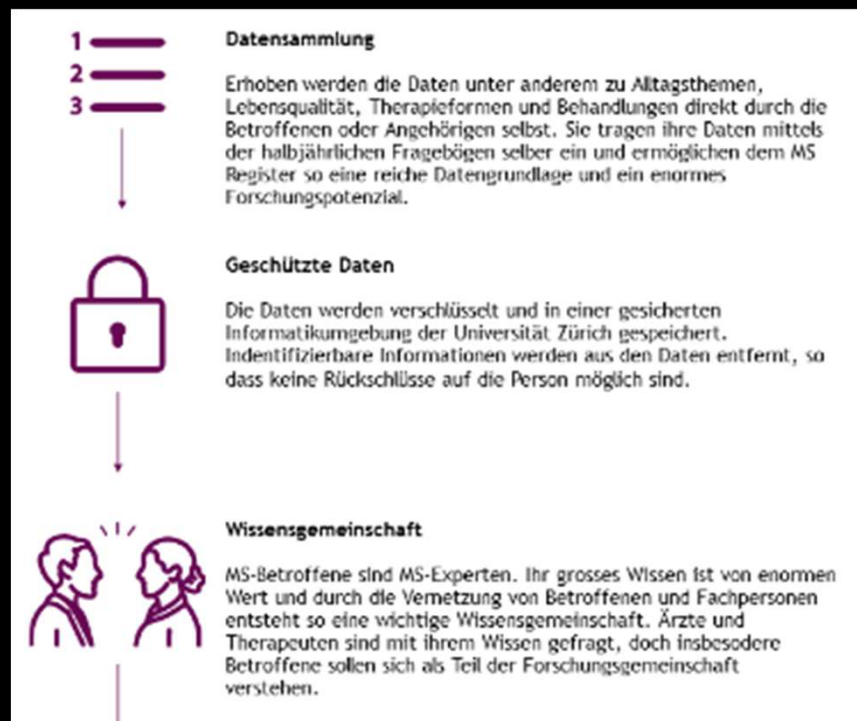 1
2
3
Datensammlung
Erhoben werden die Daten unter anderem zu Alltagsthemen,
Lebensqualität, Therapieformen und Behandlungen direkt durch die
Betroffenen oder Angehörigen selbst. Sie tragen ihre Daten mittels
der halbjährlichen Fragebögen selber ein und ermöglichen dem MS
Register so eine reiche Datengrundlage und ein enormes
Forschungspotenzial.
Geschützte Daten
Die Daten werden verschlüsselt und in einer gesicherten
Informatikumgebung der Universität Zürich gespeichert.
Indentifizierbare Informationen werden aus den Daten entfernt, so
dass keine Rückschlüsse auf die Person möglich sind.
Wissensgemeinschaft
MS-Betroffene sind MS-Experten. Ihr grosses Wissen ist von enormen
Wert und durch die Vernetzung von Betroffenen und Fachpersonen
entsteht so eine wichtige Wissensgemeinschaft. Ärzte und
Therapeuten sind mit ihrem Wissen gefragt, doch insbesodere
Betroffene sollen sich als Teil der Forschungsgemeinschaft
verstehen.